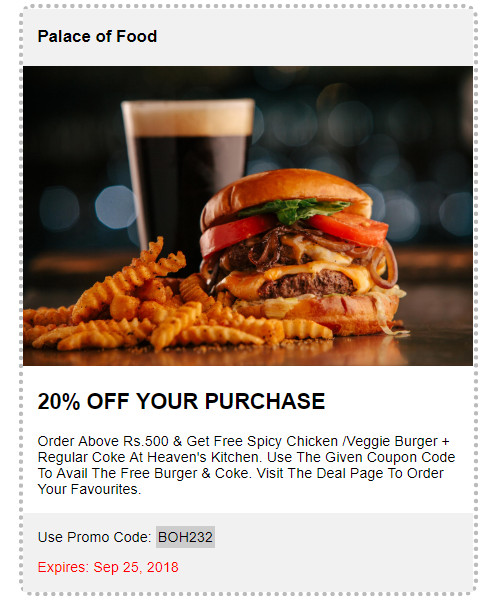 Palace of Food
20% OFF YOUR PURCHASE
Order Above Rs.500 & Get Free Spicy Chicken /Veggie Burger +
Regular Coke At Heaven's Kitchen. Use The Given Coupon Code
To Avail The Free Burger & Coke. Visit The Deal Page To Order
Your Favourites.
Use Promo Code: BOH232
Expires: Sep 25, 2018